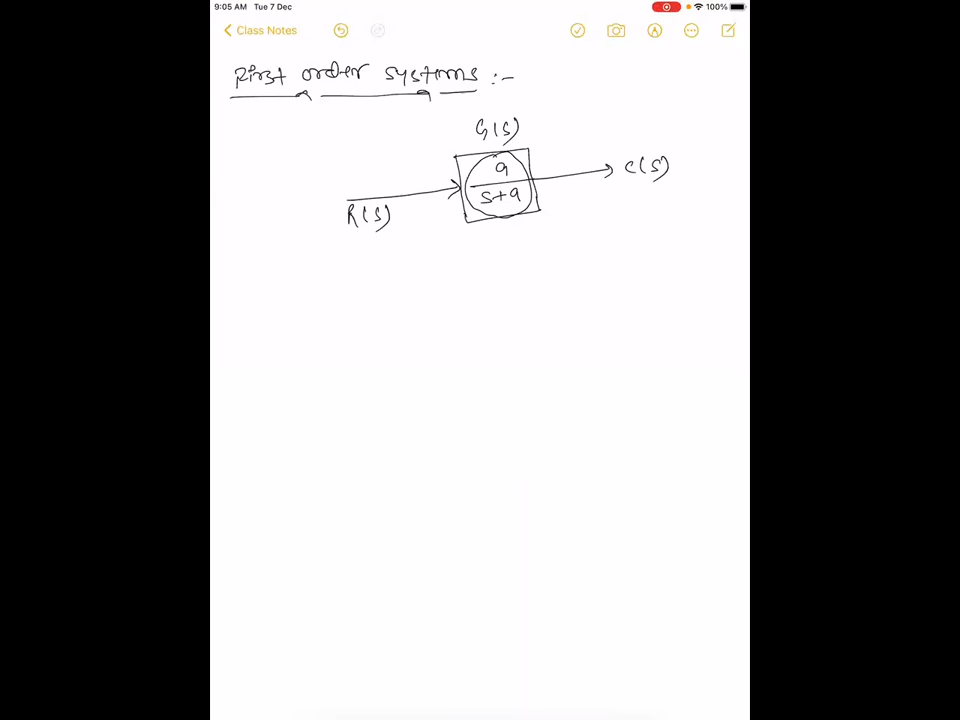 9:05 AM Tue 7 Dec 100%
Class Notes
First order systems :-
G(s)
a
s+a
R(s)
C(s)